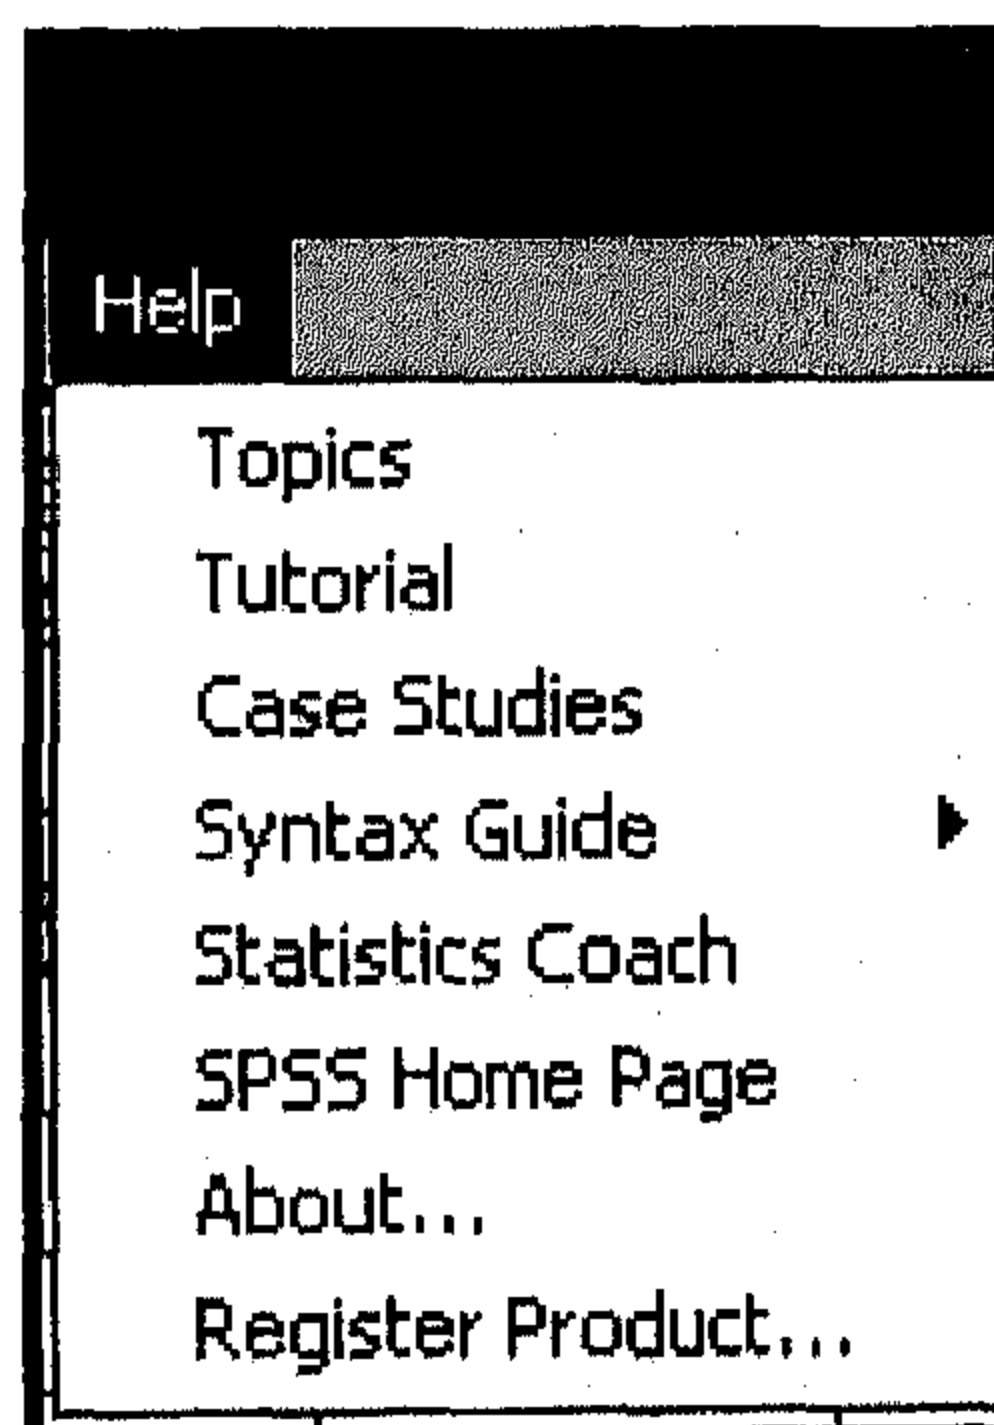 Help
Topics
Tutorial
Case Studies
Syntax Guide
Statistics Coach
SPSS Home Page
About...
Register Product...